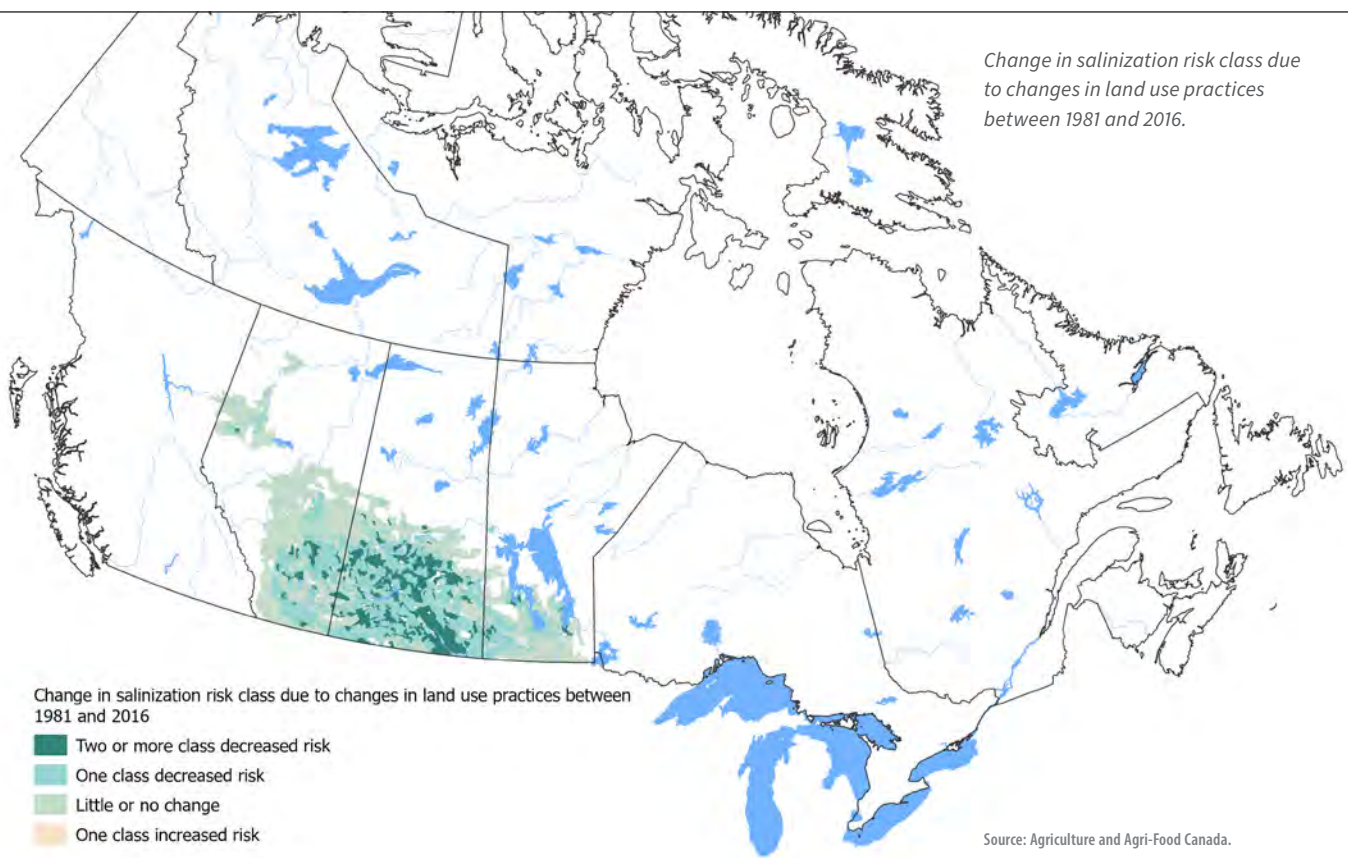 Change in salinization risk class due
to changes in land use practices
between 1981 and 2016.
Change in salinization risk class due to changes in land use practices between
1981 and 2016
Two or more class decreased risk
One class decreased risk
Little or no change
One class increased risk
Source: Agriculture and Agri-Food Canada.